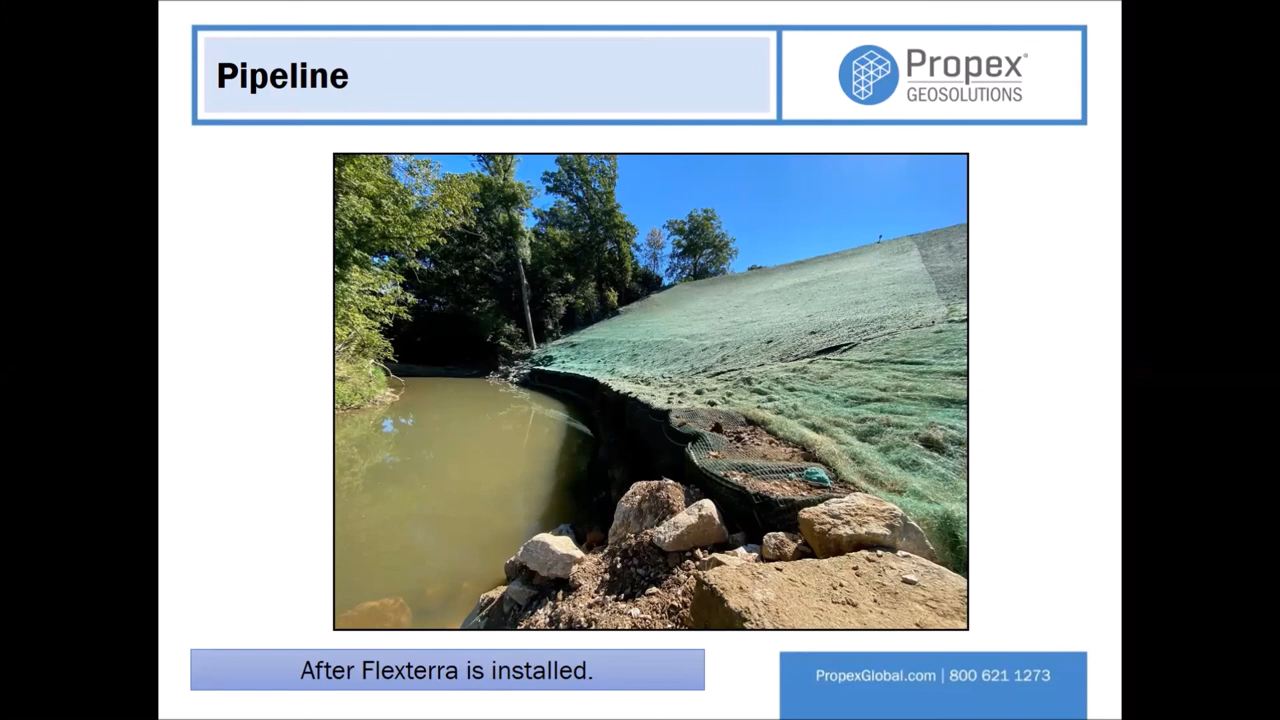 Pipeline
Propex®
GEOSOLUTIONS
After Flexterra is installed.
PropexGlobal.com | 800 621 1273